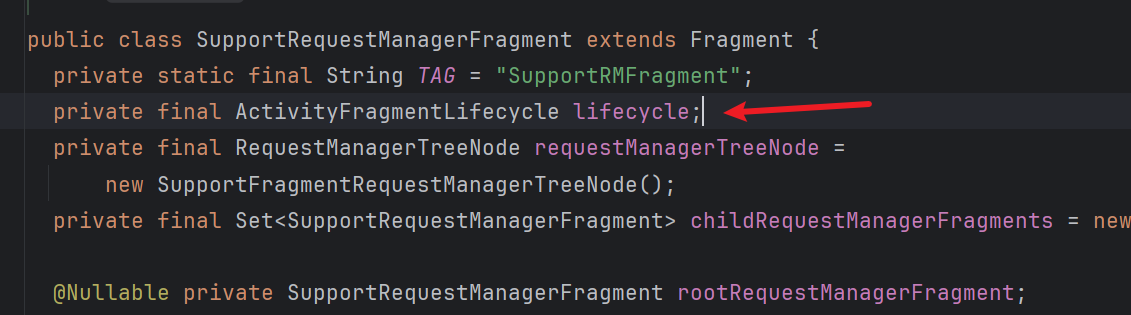 public class SupportRequestManagerFragment extends Fragment {
private static final String TAG = "SupportRMFragment";
private final ActivityFragmentLifecycle lifecycle;
private final RequestManagerTreeNode requestManagerTreeNode =
new SupportFragmentRequestManagerTreeNode();
private final Set<SupportRequestManagerFragment> childRequestManagerFragments = new
@Nullable private SupportRequestManagerFragment rootRequestManagerFragment;